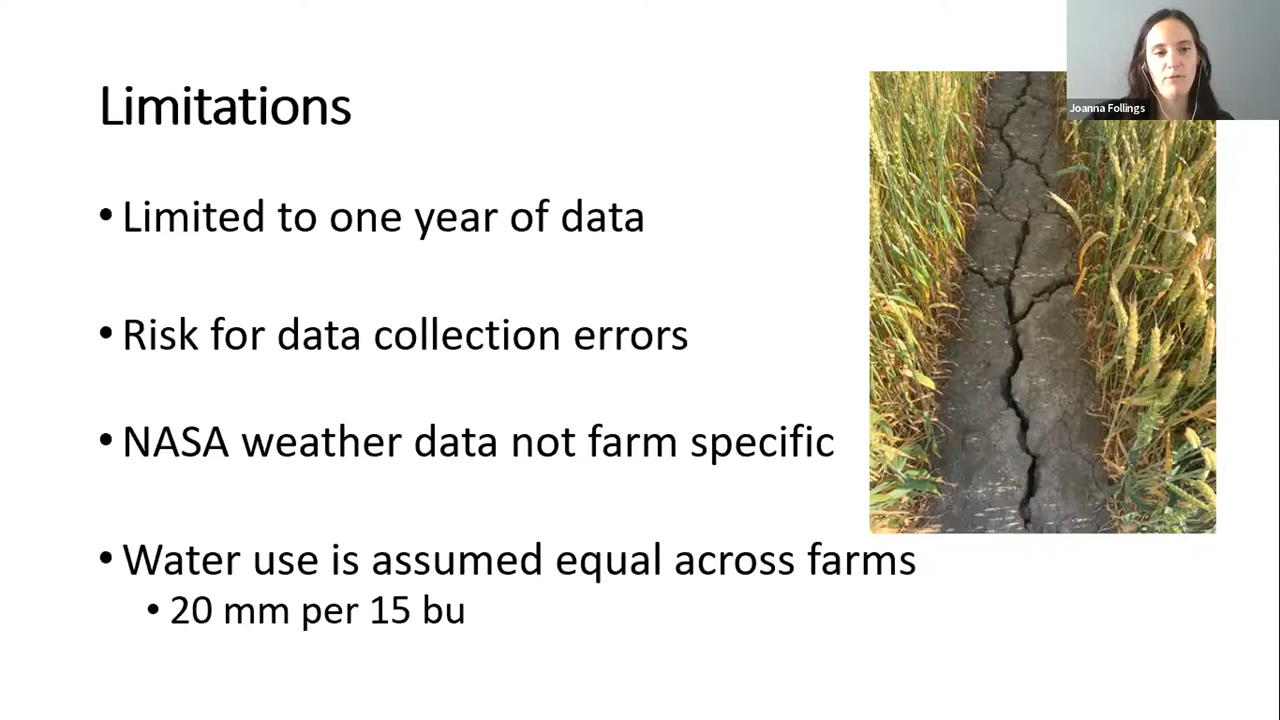 Joanna Follings
Limitations
• Limited to one year of data
• Risk for data collection errors
• NASA weather data not farm specific
• Water use is assumed equal across farms
• 20 mm per 15 bu